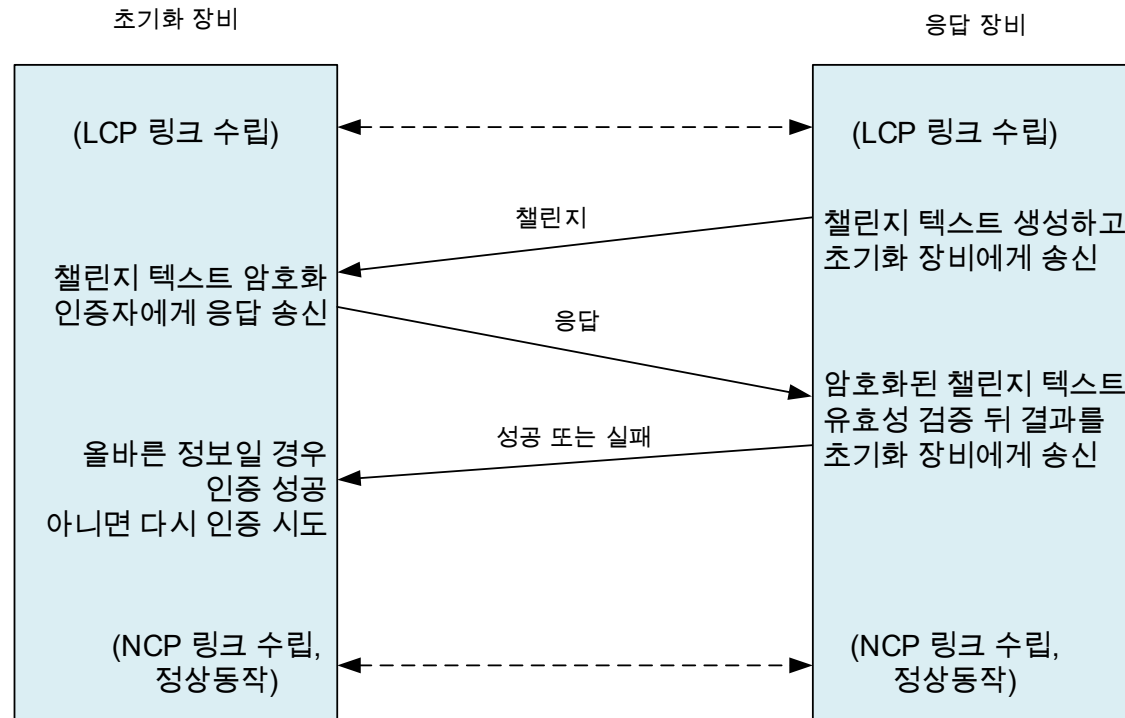 초기화 장비
응답 장비
(LCP 링크 수립)
(LCP 링크 수립)
챌린지
챌린지 텍스트 생성하고
초기화 장비에게 송신
챌린지 텍스트 암호화
인증자에게 응답 송신
응답
암호화된 챌린지 텍스트
유효성 검증 뒤 결과를
초기화 장비에게 송신
성공 또는 실패
올바른 정보일 경우
인증 성공
아니면 다시 인증 시도
(NCP 링크 수립,
정상동작)
(NCP 링크 수립,
정상동작)